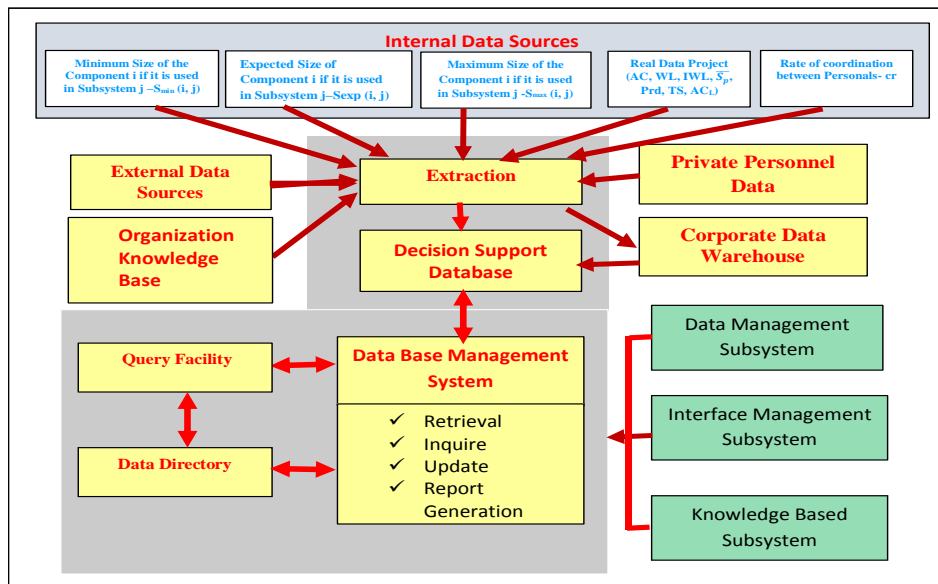 Internal Data Sources
Minimum Size of the
Component i if it is used
in Subsystem j –Smin (i, j)
Expected Size of
Component i if it is used
in Subsystem j–Sexp (i, j)
Maximum Size of the
Component i if it is used
in Subsystem j -Smax (i, j)
Real Data Project
(AC, WL, IWL, S̅p,
Prd, TS, ACL)
Rate of coordination
between Personals- cr
External Data
Sources
Extraction
Private Personnel
Data
Organization
Knowledge
Base
Decision Support
Database
Corporate Data
Warehouse
Query Facility
Data Base Management
System
✓ Retrieval
✓ Inquire
✓ Update
✓ Report
Generation
Data Directory
Data Management
Subsystem
Interface Management
Subsystem
Knowledge Based
Subsystem